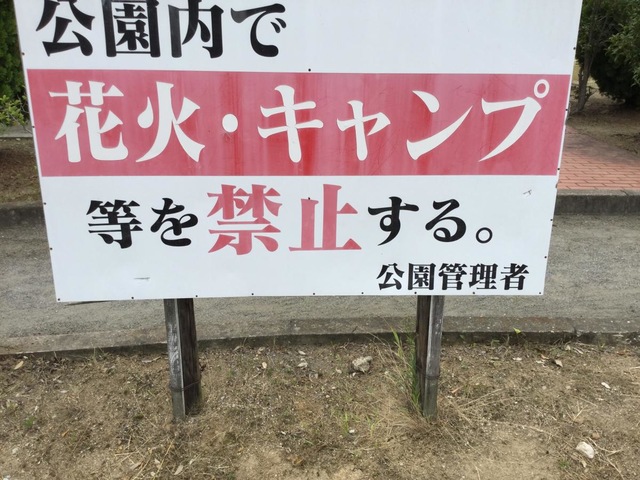 公園内で
花火・キャンプ
等を禁止する。
公園管理者